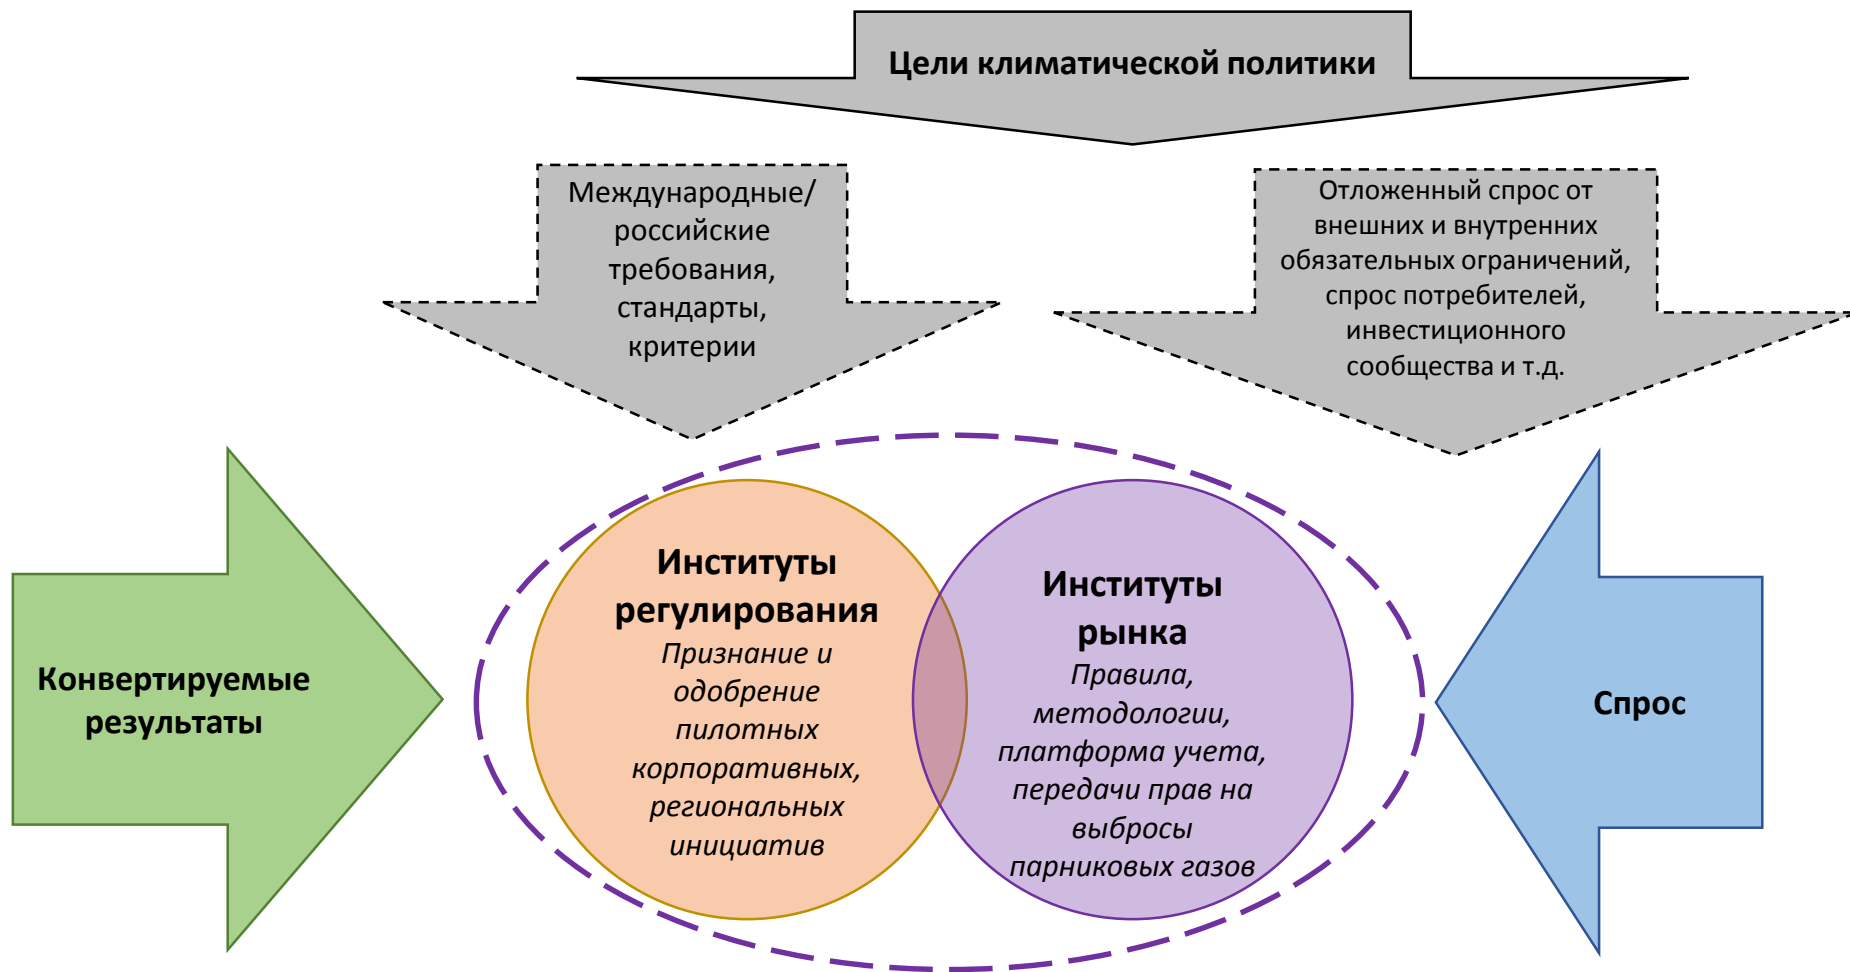 Цели климатической политики
Международные/
российские
требования,
стандарты,
критерии
Отложенный спрос от
внешних и внутренних
обязательных ограничений,
спрос потребителей,
инвестиционного
сообщества и т.д.
Конвертируемые
результаты
Институты
регулирования
Признание и
одобрение
пилотных
корпоративных,
региональных
инициатив
Институты
рынка
Правила,
методологии,
платформа учета,
передачи прав на
выбросы
парниковых газов
Спрос